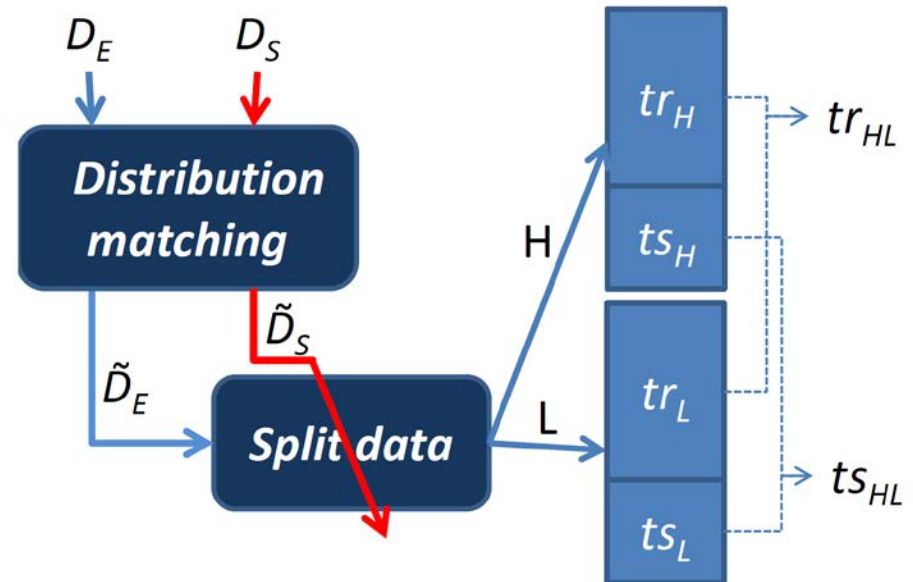 D_E
D_S
Distribution
matching
D̃_S
D̃_E
Split data
H
L
tr_H
ts_H
tr_L
ts_L
tr_HL
ts_HL